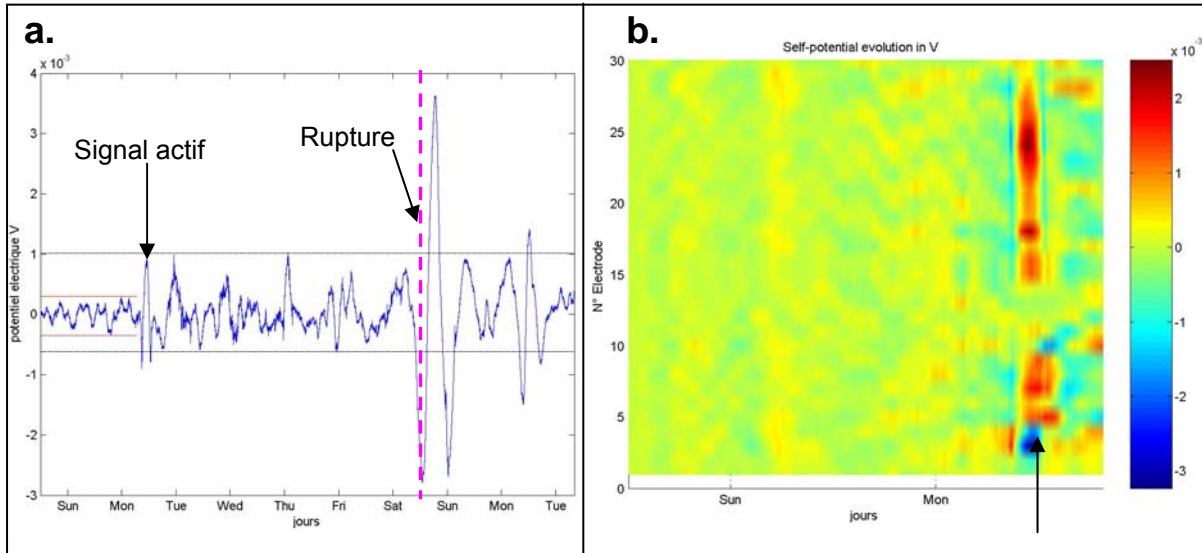 a.
x 10⁻³
4
3
2
1
0
-1
-2
-3
potentiel electrique V
Signal actif
Rupture
Sun Mon Tue Wed Thu Fri Sat Sun Mon Tue
jours
b.
Self-potential evolution in V
30
25
20
15
10
5
0
N° Electrode
Sun Mon
jours
x 10⁻³
2
1
0
-1
-2
-3